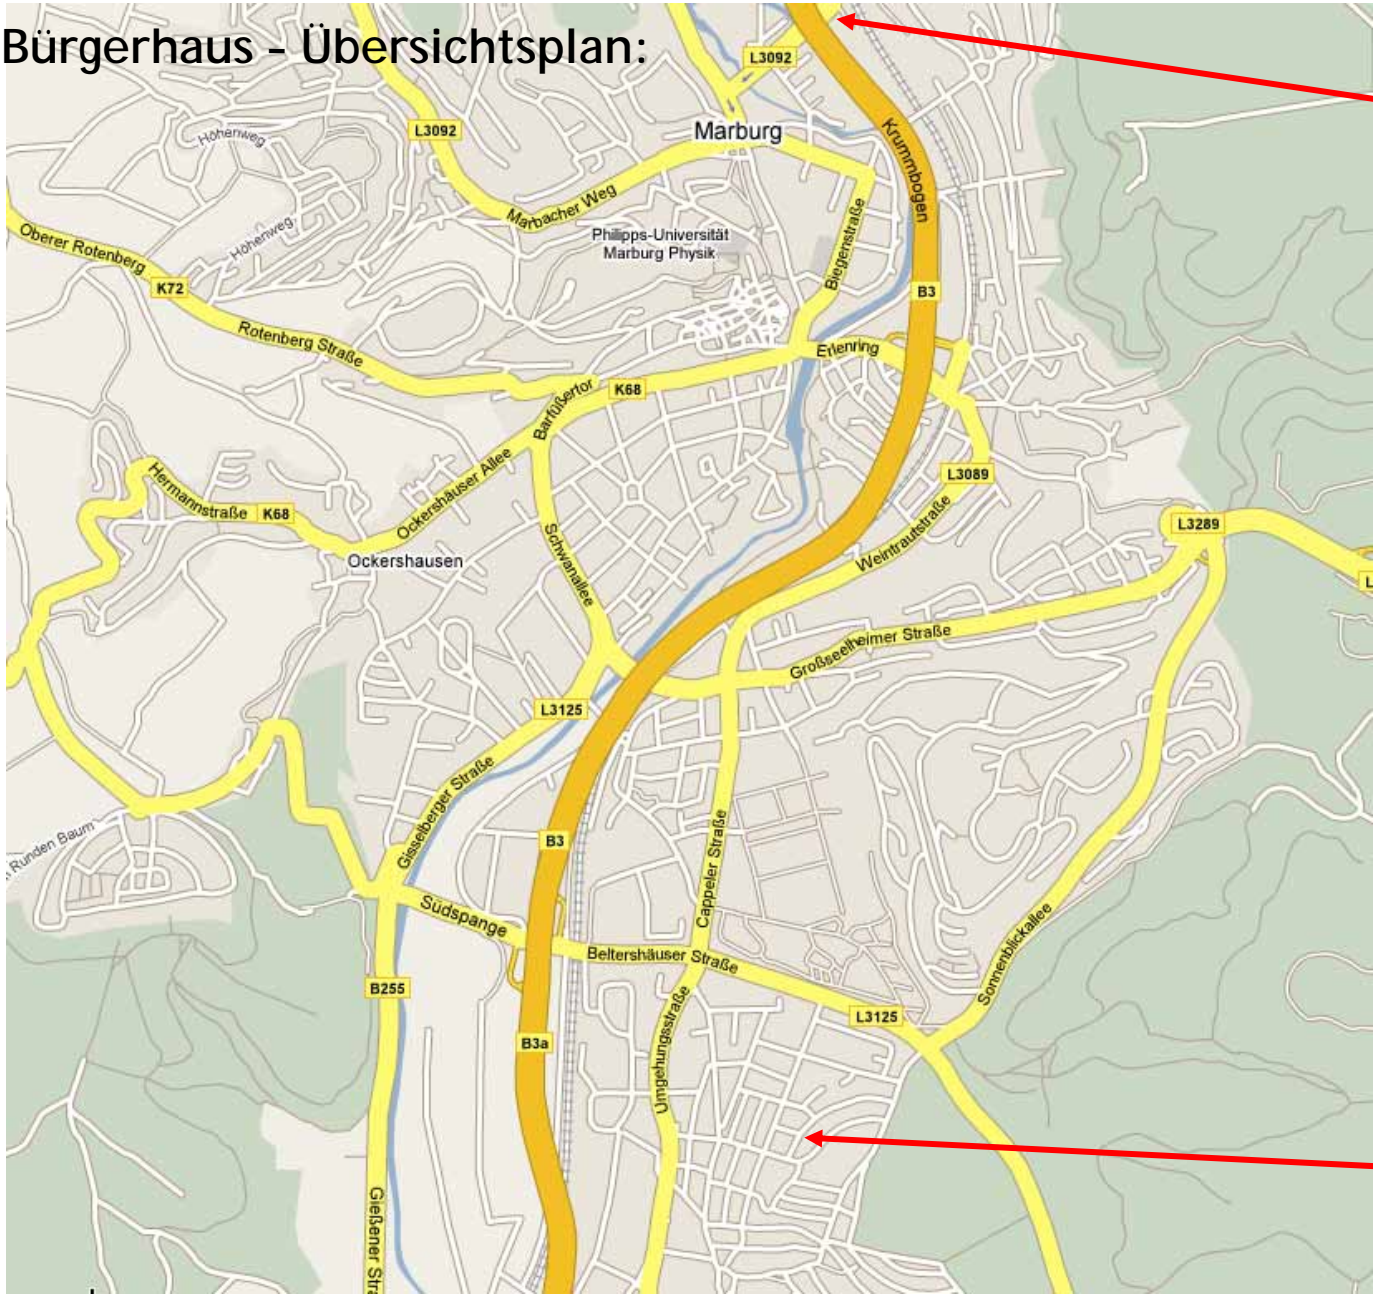 Bürgerhaus - Übersichtsplan:
L3092
L3092
Marburg
Höhenweg
Krummbogen
Marbacher Weg
Philipps-Universität
Marburg Physik
Biegenstraße
Höhenweg
Oberer Rotenberg
K72
B3
Rotenberg Straße
Erlenring
K68
Barfüßertor
Ockershäuser Allee
L3089
Hermannstraße
K68
Schwanallee
Weintrautstraße
L3289
Ockershausen
L
Großseelheimer Straße
L3125
Gisselberger Straße
B3
Cappeler Straße
n Runden Baum
Südspange
Beltershäuser Straße
Sonnenblickallee
B255
L3125
B3a
Umgehungsstraße
Gießener Stra